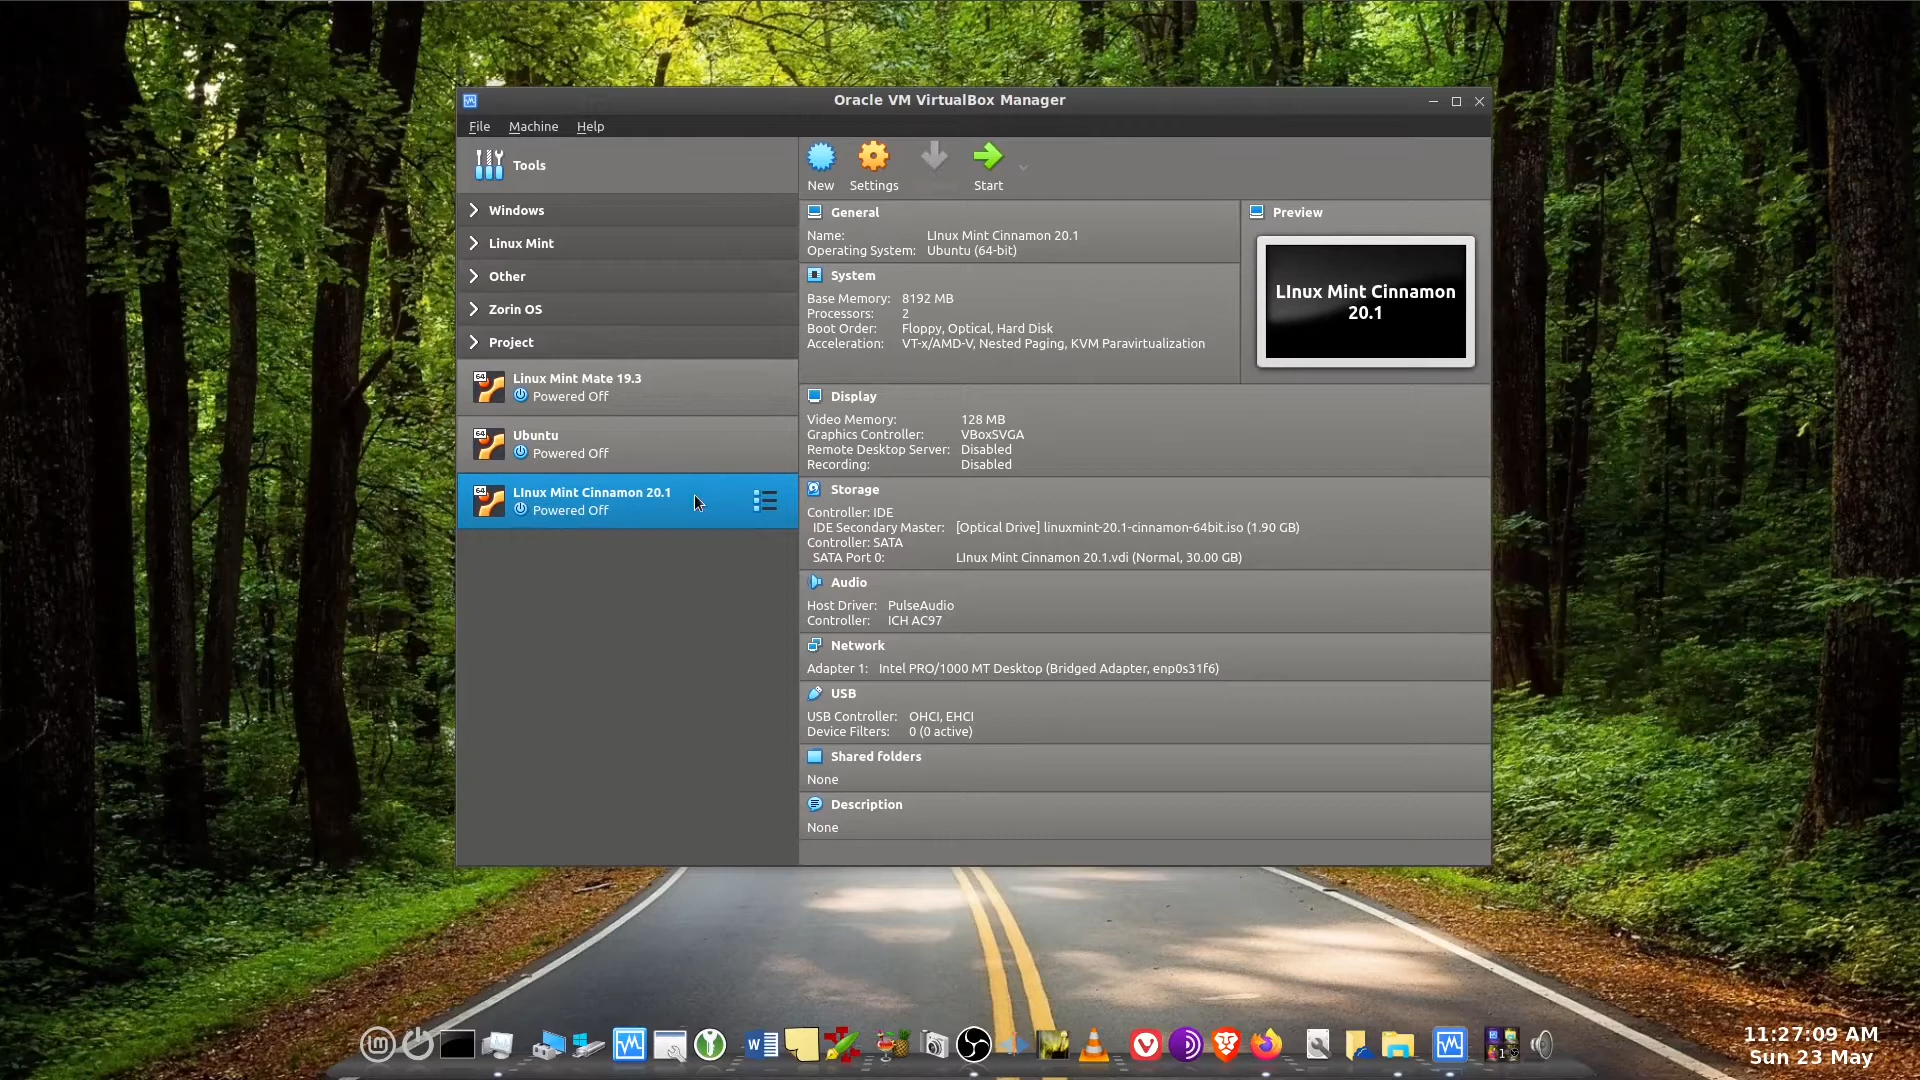 Oracle VM VirtualBox Manager
File Machine Help
Tools
New Settings Start
Windows
Linux Mint
Other
Zorin OS
Project
Linux Mint Mate 19.3
Powered Off
Ubuntu
Powered Off
LInux Mint Cinnamon 20.1
Powered Off
General
Name: LInux Mint Cinnamon 20.1
Operating System: Ubuntu (64-bit)
System
Base Memory: 8192 MB
Processors: 2
Boot Order: Floppy, Optical, Hard Disk
Acceleration: VT-x/AMD-V, Nested Paging, KVM Paravirtualization
Preview
LInux Mint Cinnamon
20.1
Display
Video Memory: 128 MB
Graphics Controller: VBoxSVGA
Remote Desktop Server: Disabled
Recording: Disabled
Storage
Controller: IDE
IDE Secondary Master: [Optical Drive] linuxmint-20.1-cinnamon-64bit.iso (1.90 GB)
Controller: SATA
SATA Port 0: LInux Mint Cinnamon 20.1.vdi (Normal, 30.00 GB)
Audio
Host Driver: PulseAudio
Controller: ICH AC97
Network
Adapter 1: Intel PRO/1000 MT Desktop (Bridged Adapter, enp0s31f6)
USB
USB Controller: OHCI, EHCI
Device Filters: 0 (0 active)
Shared folders
None
Description
None
11:27:09 AM
Sun 23 May